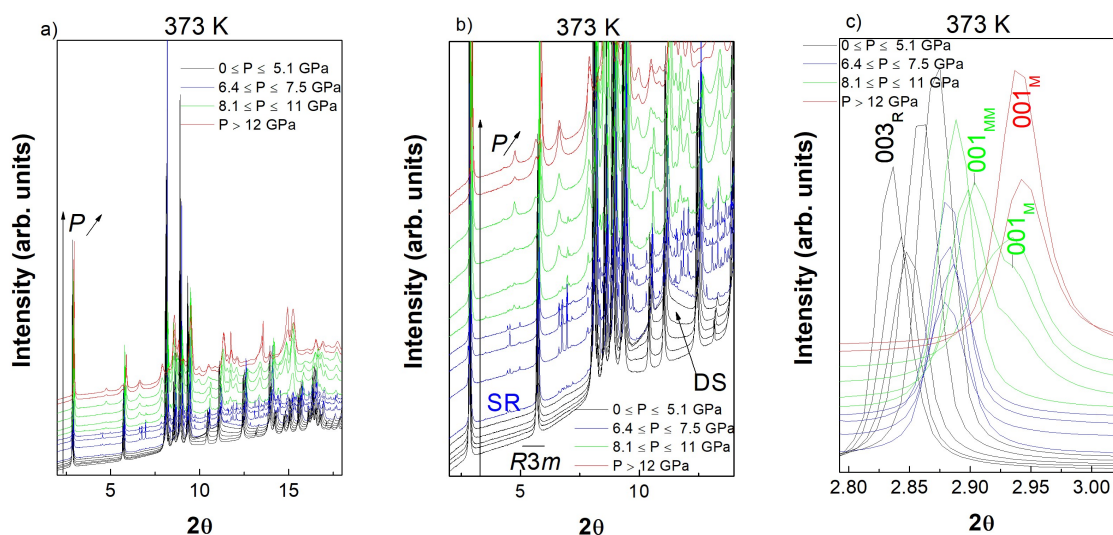 a)
373 K
0 ≤ P ≤ 5.1 GPa
6.4 ≤ P ≤ 7.5 GPa
8.1 ≤ P ≤ 11 GPa
P > 12 GPa
P
Intensity (arb. units)
5 10 15
2θ
b)
373 K
P
SR
DS
R3m
0 ≤ P ≤ 5.1 GPa
6.4 ≤ P ≤ 7.5 GPa
8.1 ≤ P ≤ 11 GPa
P > 12 GPa
Intensity (arb. units)
5 10
2θ
c)
373 K
0 ≤ P ≤ 5.1 GPa
6.4 ≤ P ≤ 7.5 GPa
8.1 ≤ P ≤ 11 GPa
P > 12 GPa
003R
001MM
001M
001M
Intensity (arb. units)
2.80 2.85 2.90 2.95 3.00
2θ